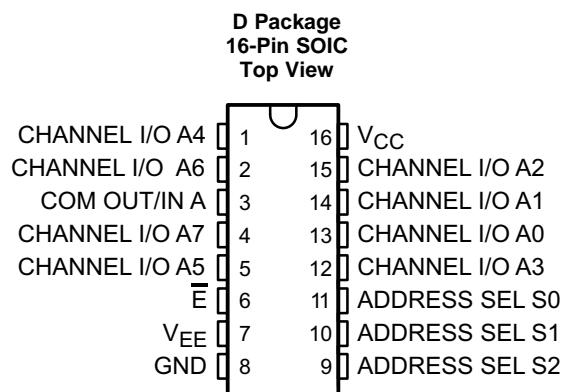 D Package
16-Pin SOIC
Top View
CHANNEL I/O A4 1 16 VCC
CHANNEL I/O A6 2 15 CHANNEL I/O A2
COM OUT/IN A 3 14 CHANNEL I/O A1
CHANNEL I/O A7 4 13 CHANNEL I/O A0
CHANNEL I/O A5 5 12 CHANNEL I/O A3
E̅ 6 11 ADDRESS SEL S0
VEE 7 10 ADDRESS SEL S1
GND 8 9 ADDRESS SEL S2